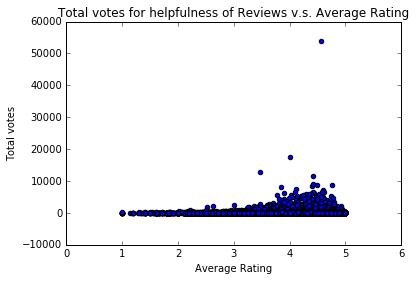 Total votes for helpfulness of Reviews v.s. Average Rating
60000
50000
40000
30000
20000
10000
0
−10000
Total votes
0 1 2 3 4 5 6
Average Rating